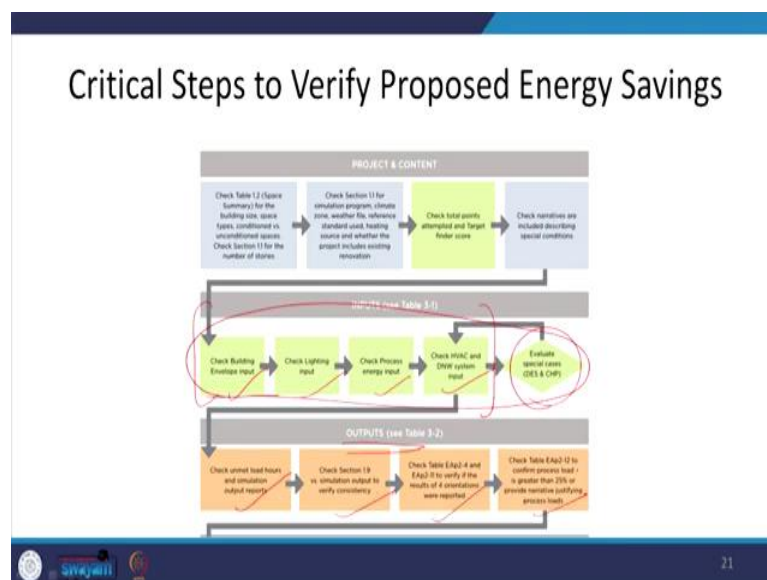 Critical Steps to Verify Proposed Energy Savings
PROJECT & CONTENT
Check Table 1.2 (Space
Summary) for the
building size, space
types, conditioned vs.
unconditioned spaces.
Check Section 1.1 for the
number of stories
Check Section 1.1 for
simulation program, climate
zone, weather file, reference
standard used, heating
source and whether the
project includes existing
renovation
Check total points
attempted and Target
finder score
Check narratives are
included describing
special conditions
INPUTS (see Table 3-1)
Check Building
Envelope input
Check Lighting
input
Check Process
energy input
Check HVAC and
DNW system
input
Evaluate
special cases
(DES & CHP)
OUTPUTS (see Table 3-2)
Check unmet load hours
and simulation
output reports
Check Section 1.9
vs. simulation output to
verify consistency
Check Table EAp2-4 and
EAp2-11 to verify if the
results of 4 orientations
were reported
Check Table EAp2-12 to
confirm process load -
is greater than 25% or
provide narrative justifying
process loads
swayam
21